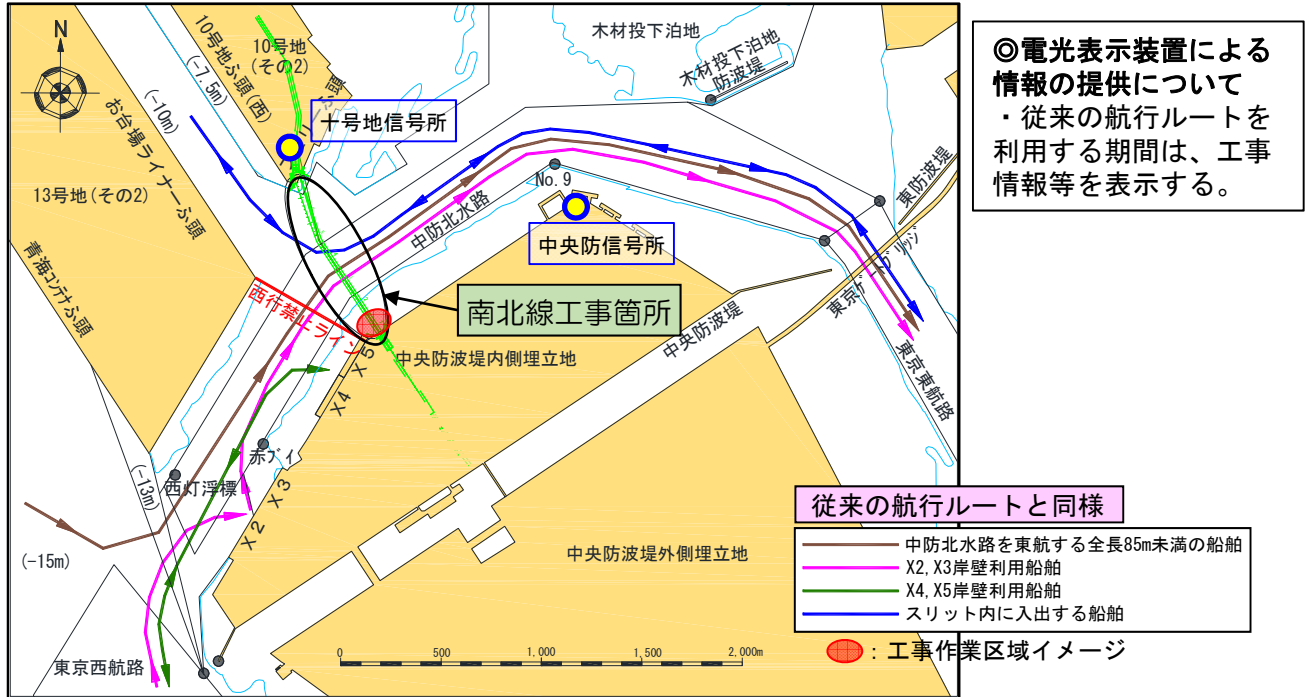 N
木材投下泊地
木材投下泊地
防波堤
10号地
(その2)
10号地ふ頭(西)
(-7.5m)
(-10m)
お台場ライナーふ頭
十号地信号所
13号地(その2)
青海ｺﾝﾃﾅふ頭
No.9
中防北水路
中央防信号所
東防波堤
東京ｹﾞｰﾄﾌﾞﾘｯｼﾞ
西行禁止ライン
南北線工事箇所
中央防波堤
中央防波堤内側埋立地
東京東航路
X5
X4
赤ﾌﾞｲ
西灯浮標
(-13m)
X3
X2
(-15m)
中央防波堤外側埋立地
東京西航路
0 500 1,000 1,500 2,000m
◎電光表示装置による
情報の提供について
・従来の航行ルートを
利用する期間は、工事
情報等を表示する。
従来の航行ルートと同様
中防北水路を東航する全長85m未満の船舶
X2,X3岸壁利用船舶
X4,X5岸壁利用船舶
スリット内に入出する船舶
：工事作業区域イメージ